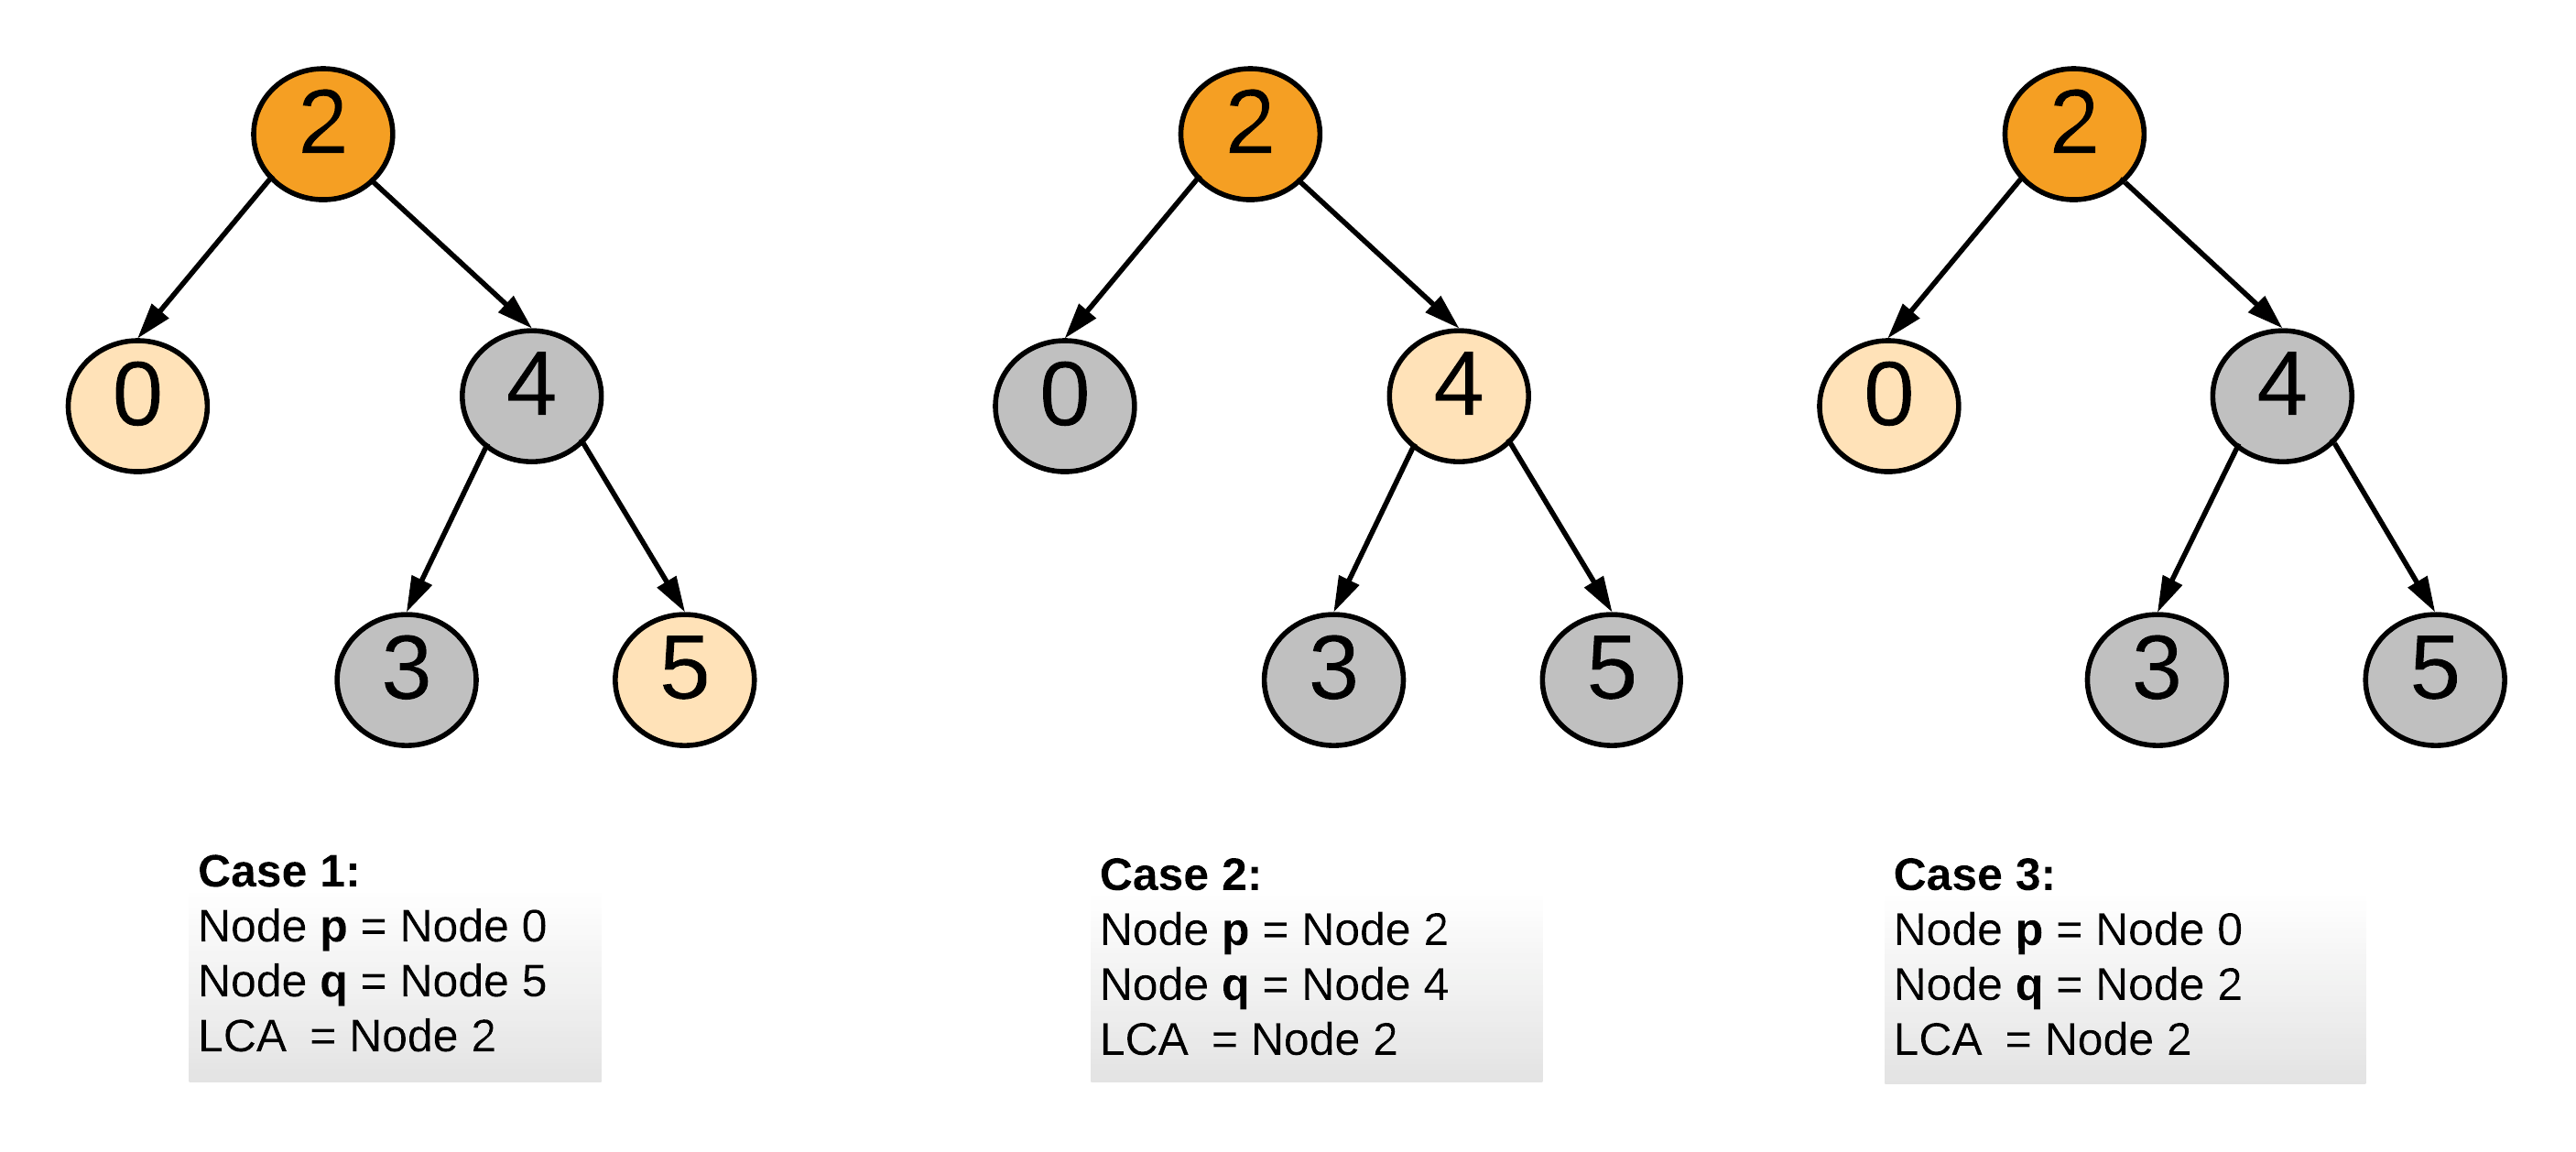 2
0 4
3 5
2
0 4
3 5
2
0 4
3 5
Case 1:
Node p = Node 0
Node q = Node 5
LCA = Node 2
Case 2:
Node p = Node 2
Node q = Node 4
LCA = Node 2
Case 3:
Node p = Node 0
Node q = Node 2
LCA = Node 2